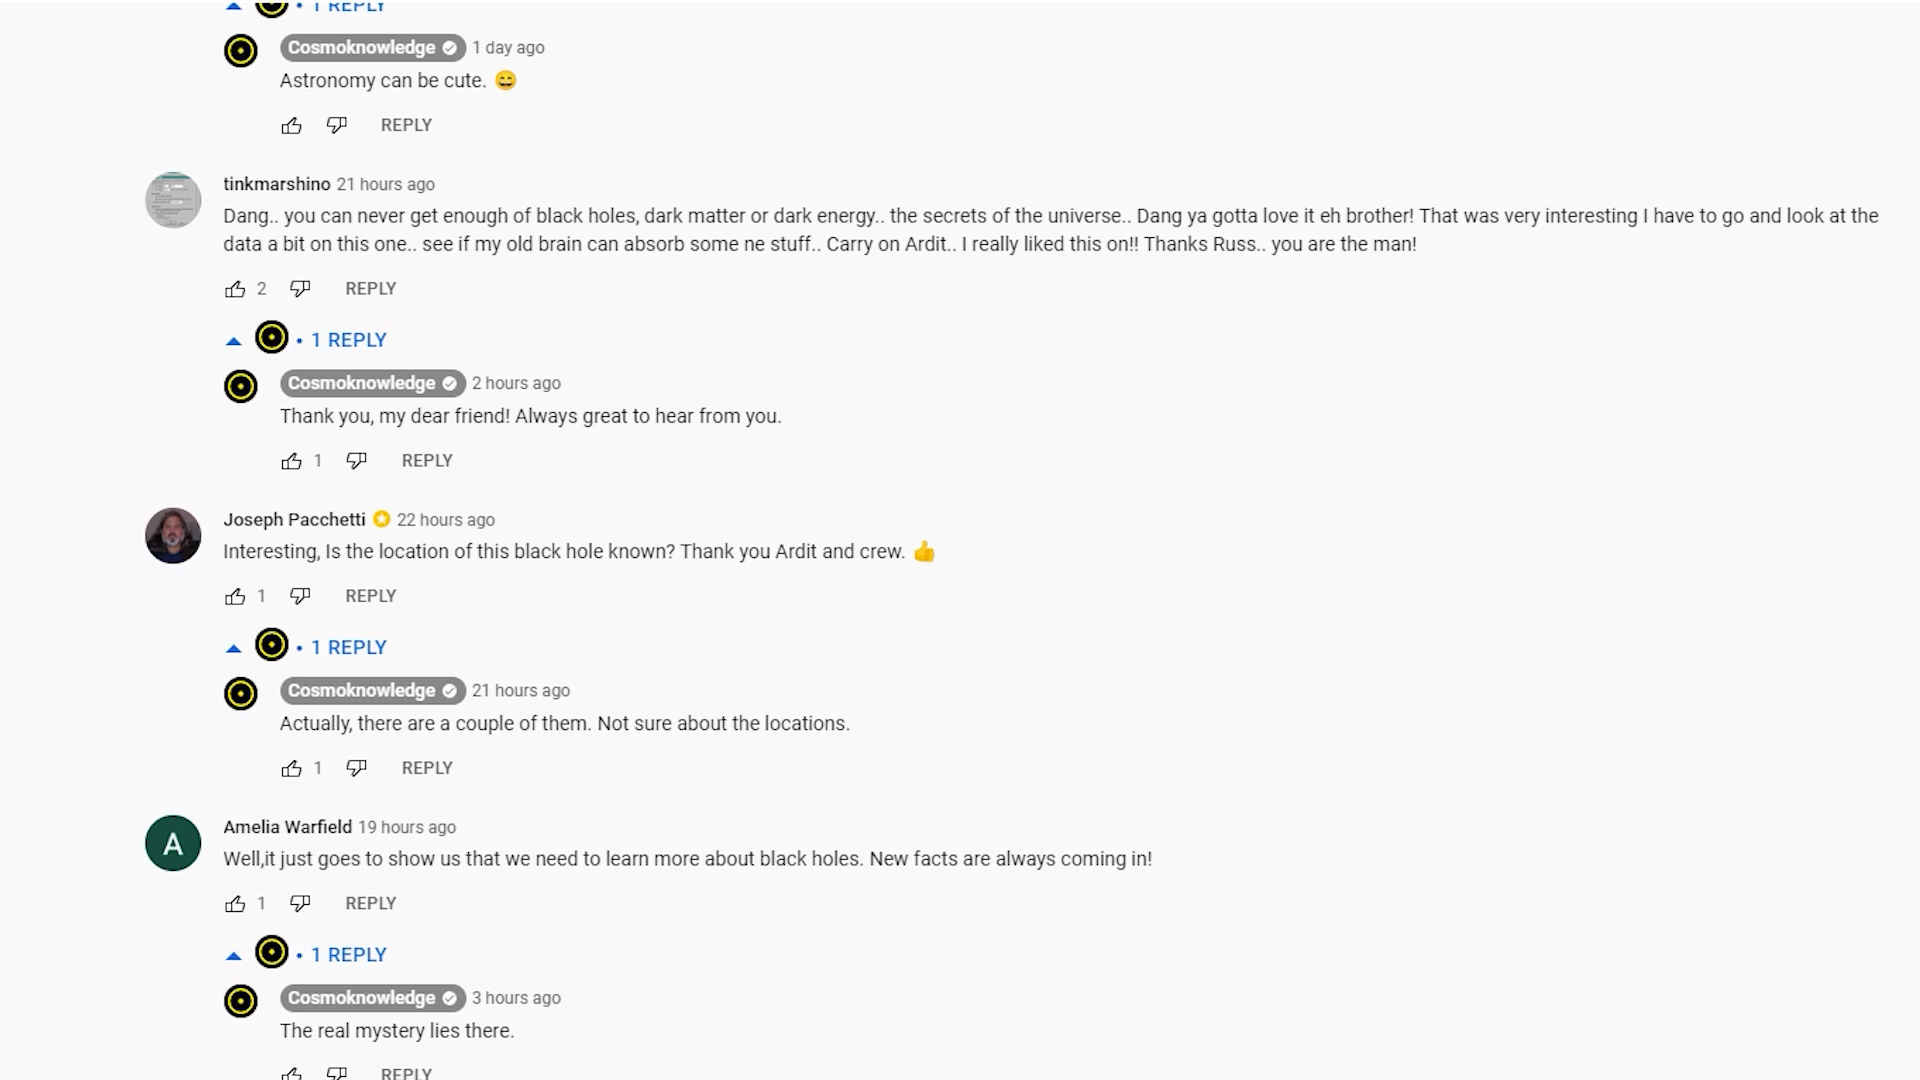 1 REPLY
Cosmoknowledge 1 day ago
Astronomy can be cute. 😄
REPLY
tinkmarshino 21 hours ago
Dang.. you can never get enough of black holes, dark matter or dark energy.. the secrets of the universe.. Dang ya gotta love it eh brother! That was very interesting I have to go and look at the
data a bit on this one.. see if my old brain can absorb some ne stuff.. Carry on Ardit.. I really liked this on!! Thanks Russ.. you are the man!
2 REPLY
• 1 REPLY
Cosmoknowledge 2 hours ago
Thank you, my dear friend! Always great to hear from you.
1 REPLY
Joseph Pacchetti 22 hours ago
Interesting, Is the location of this black hole known? Thank you Ardit and crew. 👍
1 REPLY
• 1 REPLY
Cosmoknowledge 21 hours ago
Actually, there are a couple of them. Not sure about the locations.
1 REPLY
A
Amelia Warfield 19 hours ago
Well,it just goes to show us that we need to learn more about black holes. New facts are always coming in!
1 REPLY
• 1 REPLY
Cosmoknowledge 3 hours ago
The real mystery lies there.
REPLY